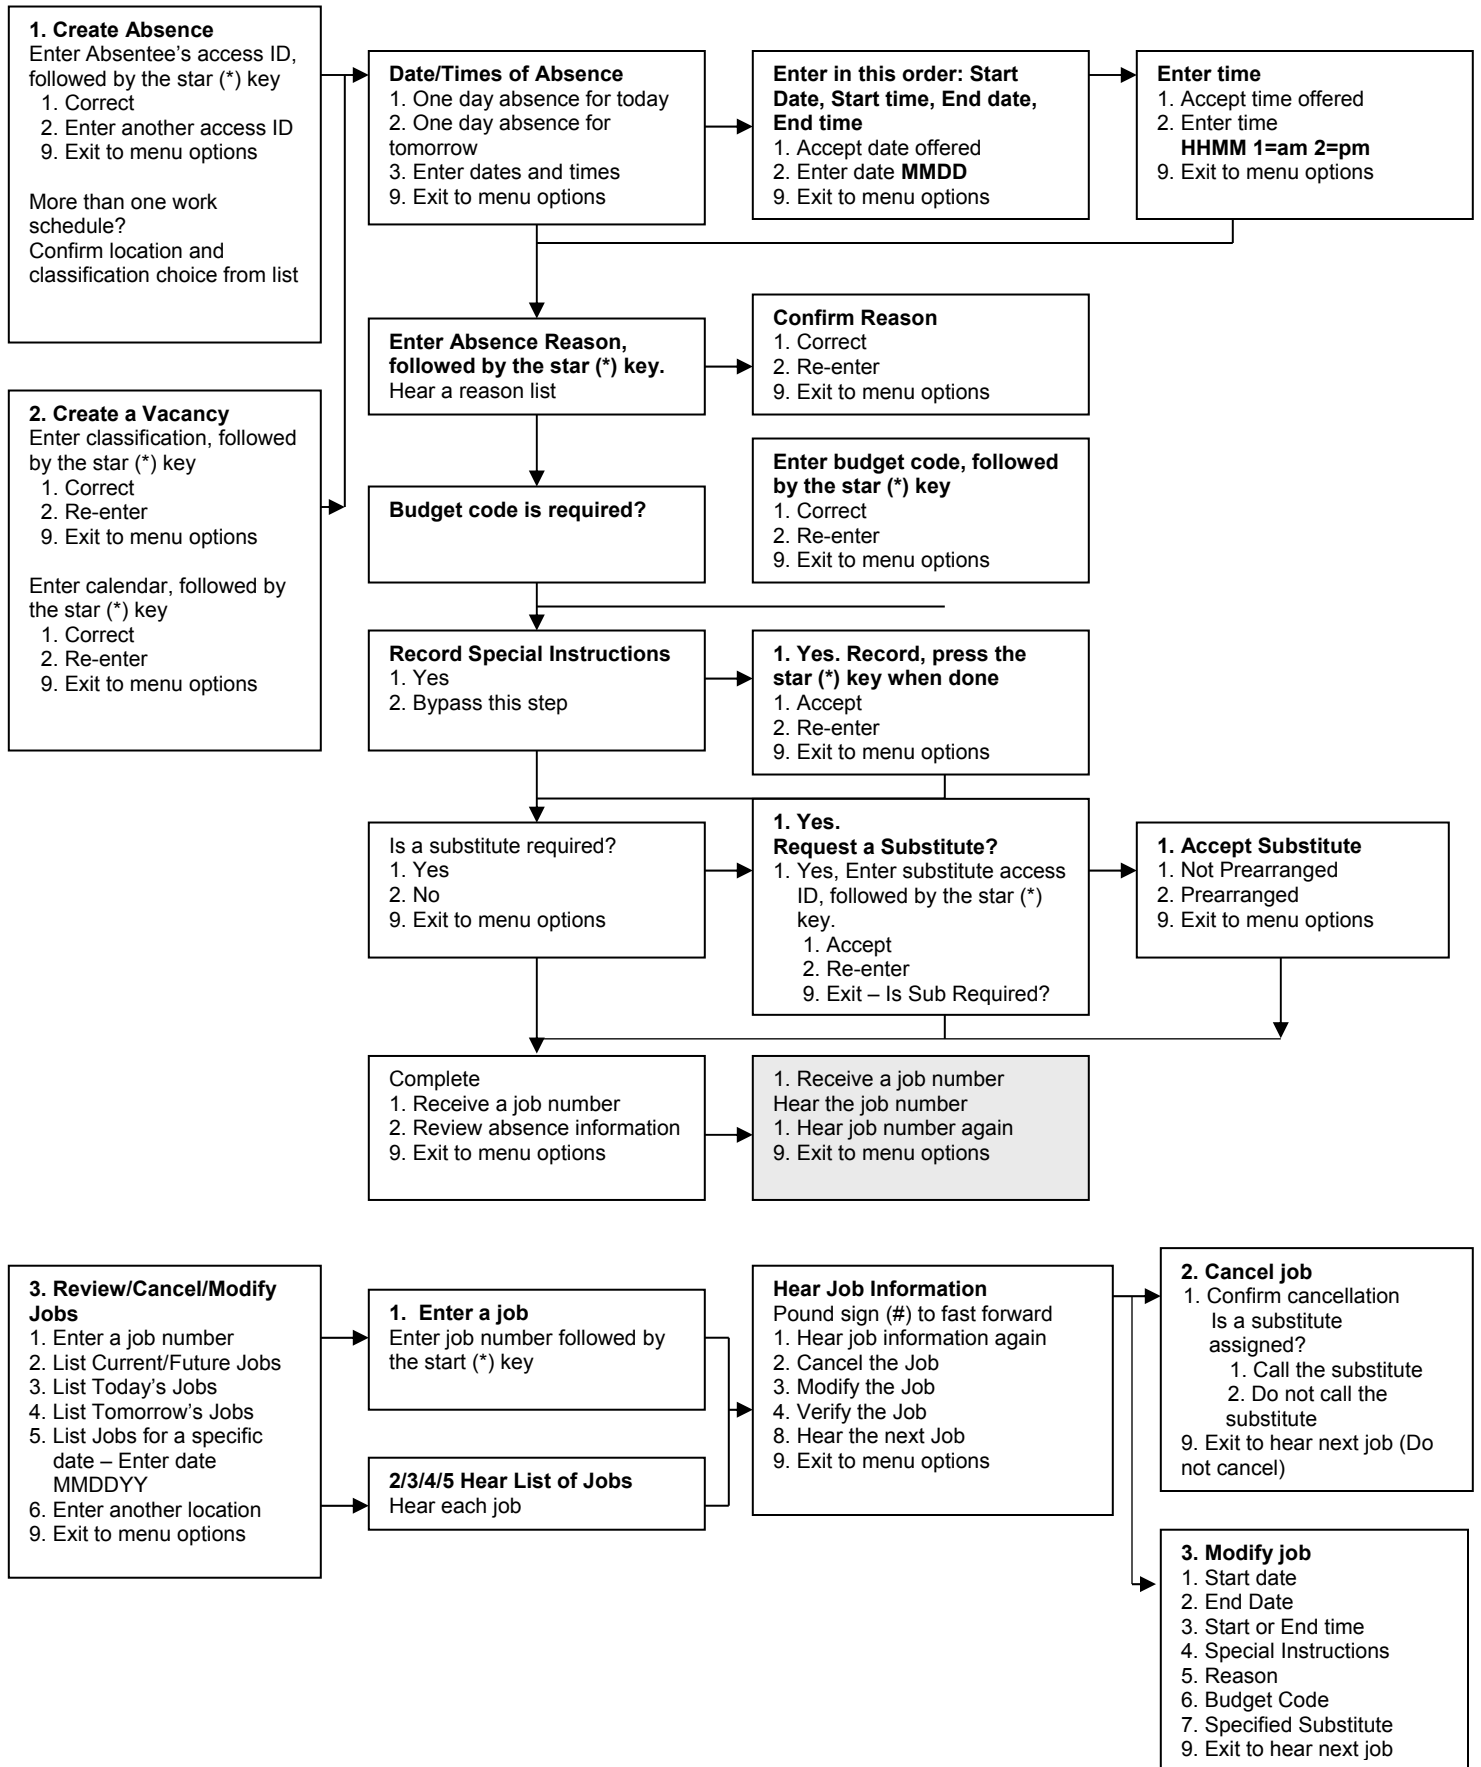 1. Create Absence
Enter Absentee's access ID,
followed by the star (*) key
1. Correct
2. Enter another access ID
9. Exit to menu options
More than one work
schedule?
Confirm location and
classification choice from list
Date/Times of Absence
1. One day absence for today
2. One day absence for
tomorrow
3. Enter dates and times
9. Exit to menu options
Enter in this order: Start
Date, Start time, End date,
End time
1. Accept date offered
2. Enter date MMDD
9. Exit to menu options
Enter time
1. Accept time offered
2. Enter time
HHMM 1=am 2=pm
9. Exit to menu options
Enter Absence Reason,
followed by the star (*) key.
Hear a reason list
Confirm Reason
1. Correct
2. Re-enter
9. Exit to menu options
2. Create a Vacancy
Enter classification, followed
by the star (*) key
1. Correct
2. Re-enter
9. Exit to menu options
Enter calendar, followed by
the star (*) key
1. Correct
2. Re-enter
9. Exit to menu options
Budget code is required?
Enter budget code, followed
by the star (*) key
1. Correct
2. Re-enter
9. Exit to menu options
Record Special Instructions
1. Yes
2. Bypass this step
1. Yes. Record, press the
star (*) key when done
1. Accept
2. Re-enter
9. Exit to menu options
Is a substitute required?
1. Yes
2. No
9. Exit to menu options
1. Yes.
Request a Substitute?
1. Yes, Enter substitute access
ID, followed by the star (*)
key.
1. Accept
2. Re-enter
9. Exit – Is Sub Required?
1. Accept Substitute
1. Not Prearranged
2. Prearranged
9. Exit to menu options
Complete
1. Receive a job number
2. Review absence information
9. Exit to menu options
1. Receive a job number
Hear the job number
1. Hear job number again
9. Exit to menu options
3. Review/Cancel/Modify
Jobs
1. Enter a job number
2. List Current/Future Jobs
3. List Today's Jobs
4. List Tomorrow's Jobs
5. List Jobs for a specific
date – Enter date
MMDDYY
6. Enter another location
9. Exit to menu options
1. Enter a job
Enter job number followed by
the start (*) key
2/3/4/5 Hear List of Jobs
Hear each job
Hear Job Information
Pound sign (#) to fast forward
1. Hear job information again
2. Cancel the Job
3. Modify the Job
4. Verify the Job
8. Hear the next Job
9. Exit to menu options
2. Cancel job
1. Confirm cancellation
Is a substitute
assigned?
1. Call the substitute
2. Do not call the
substitute
9. Exit to hear next job (Do
not cancel)
3. Modify job
1. Start date
2. End Date
3. Start or End time
4. Special Instructions
5. Reason
6. Budget Code
7. Specified Substitute
9. Exit to hear next job